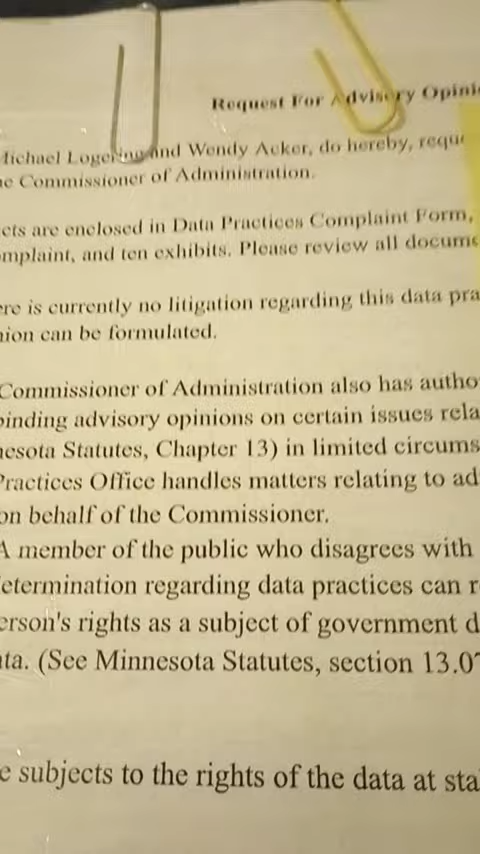 Request For Advisory Opini
Michael Logering and Wendy Acker, do hereby, reque
he Commissioner of Administration.
cts are enclosed in Data Practices Complaint Form,
mplaint, and ten exhibits. Please review all docume
ere is currently no litigation regarding this data pra
nion can be formulated.
Commissioner of Administration also has autho
binding advisory opinions on certain issues rela
nesota Statutes, Chapter 13) in limited circums
Practices Office handles matters relating to ad
on behalf of the Commissioner.
A member of the public who disagrees with
etermination regarding data practices can r
erson's rights as a subject of government d
ata. (See Minnesota Statutes, section 13.07
e subjects to the rights of the data at sta